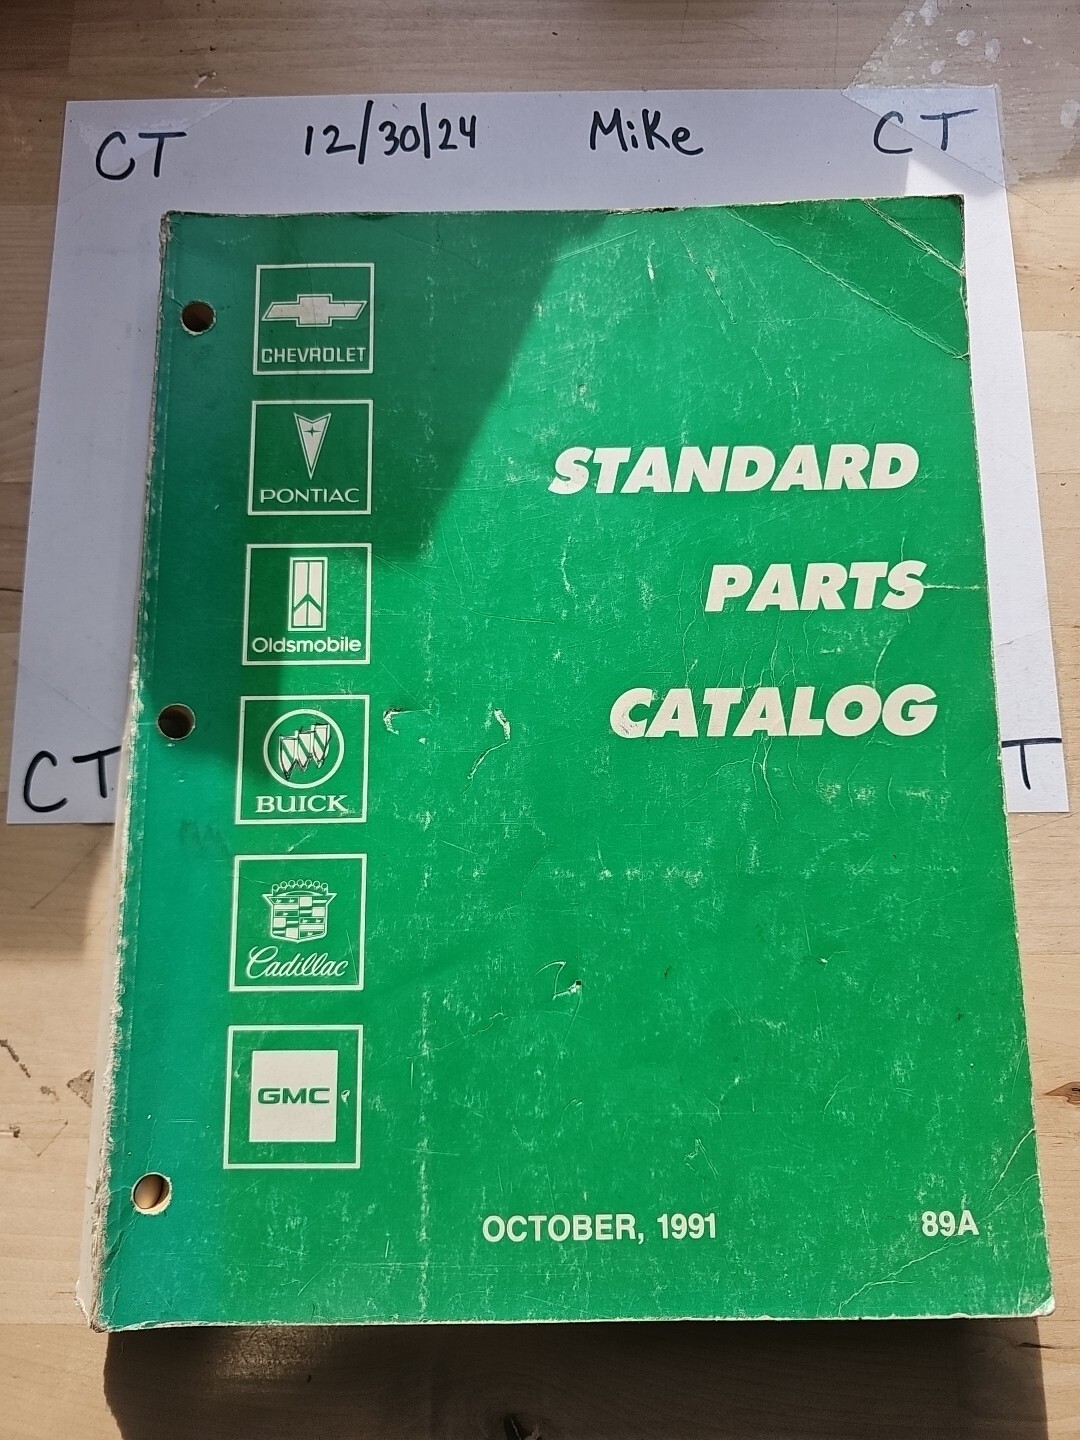 CT 12/30/24 Mike CT
CHEVROLET
PONTIAC
Oldsmobile
BUICK
Cadillac
GMC
STANDARD
PARTS
CATALOG
CT T
OCTOBER, 1991 89A